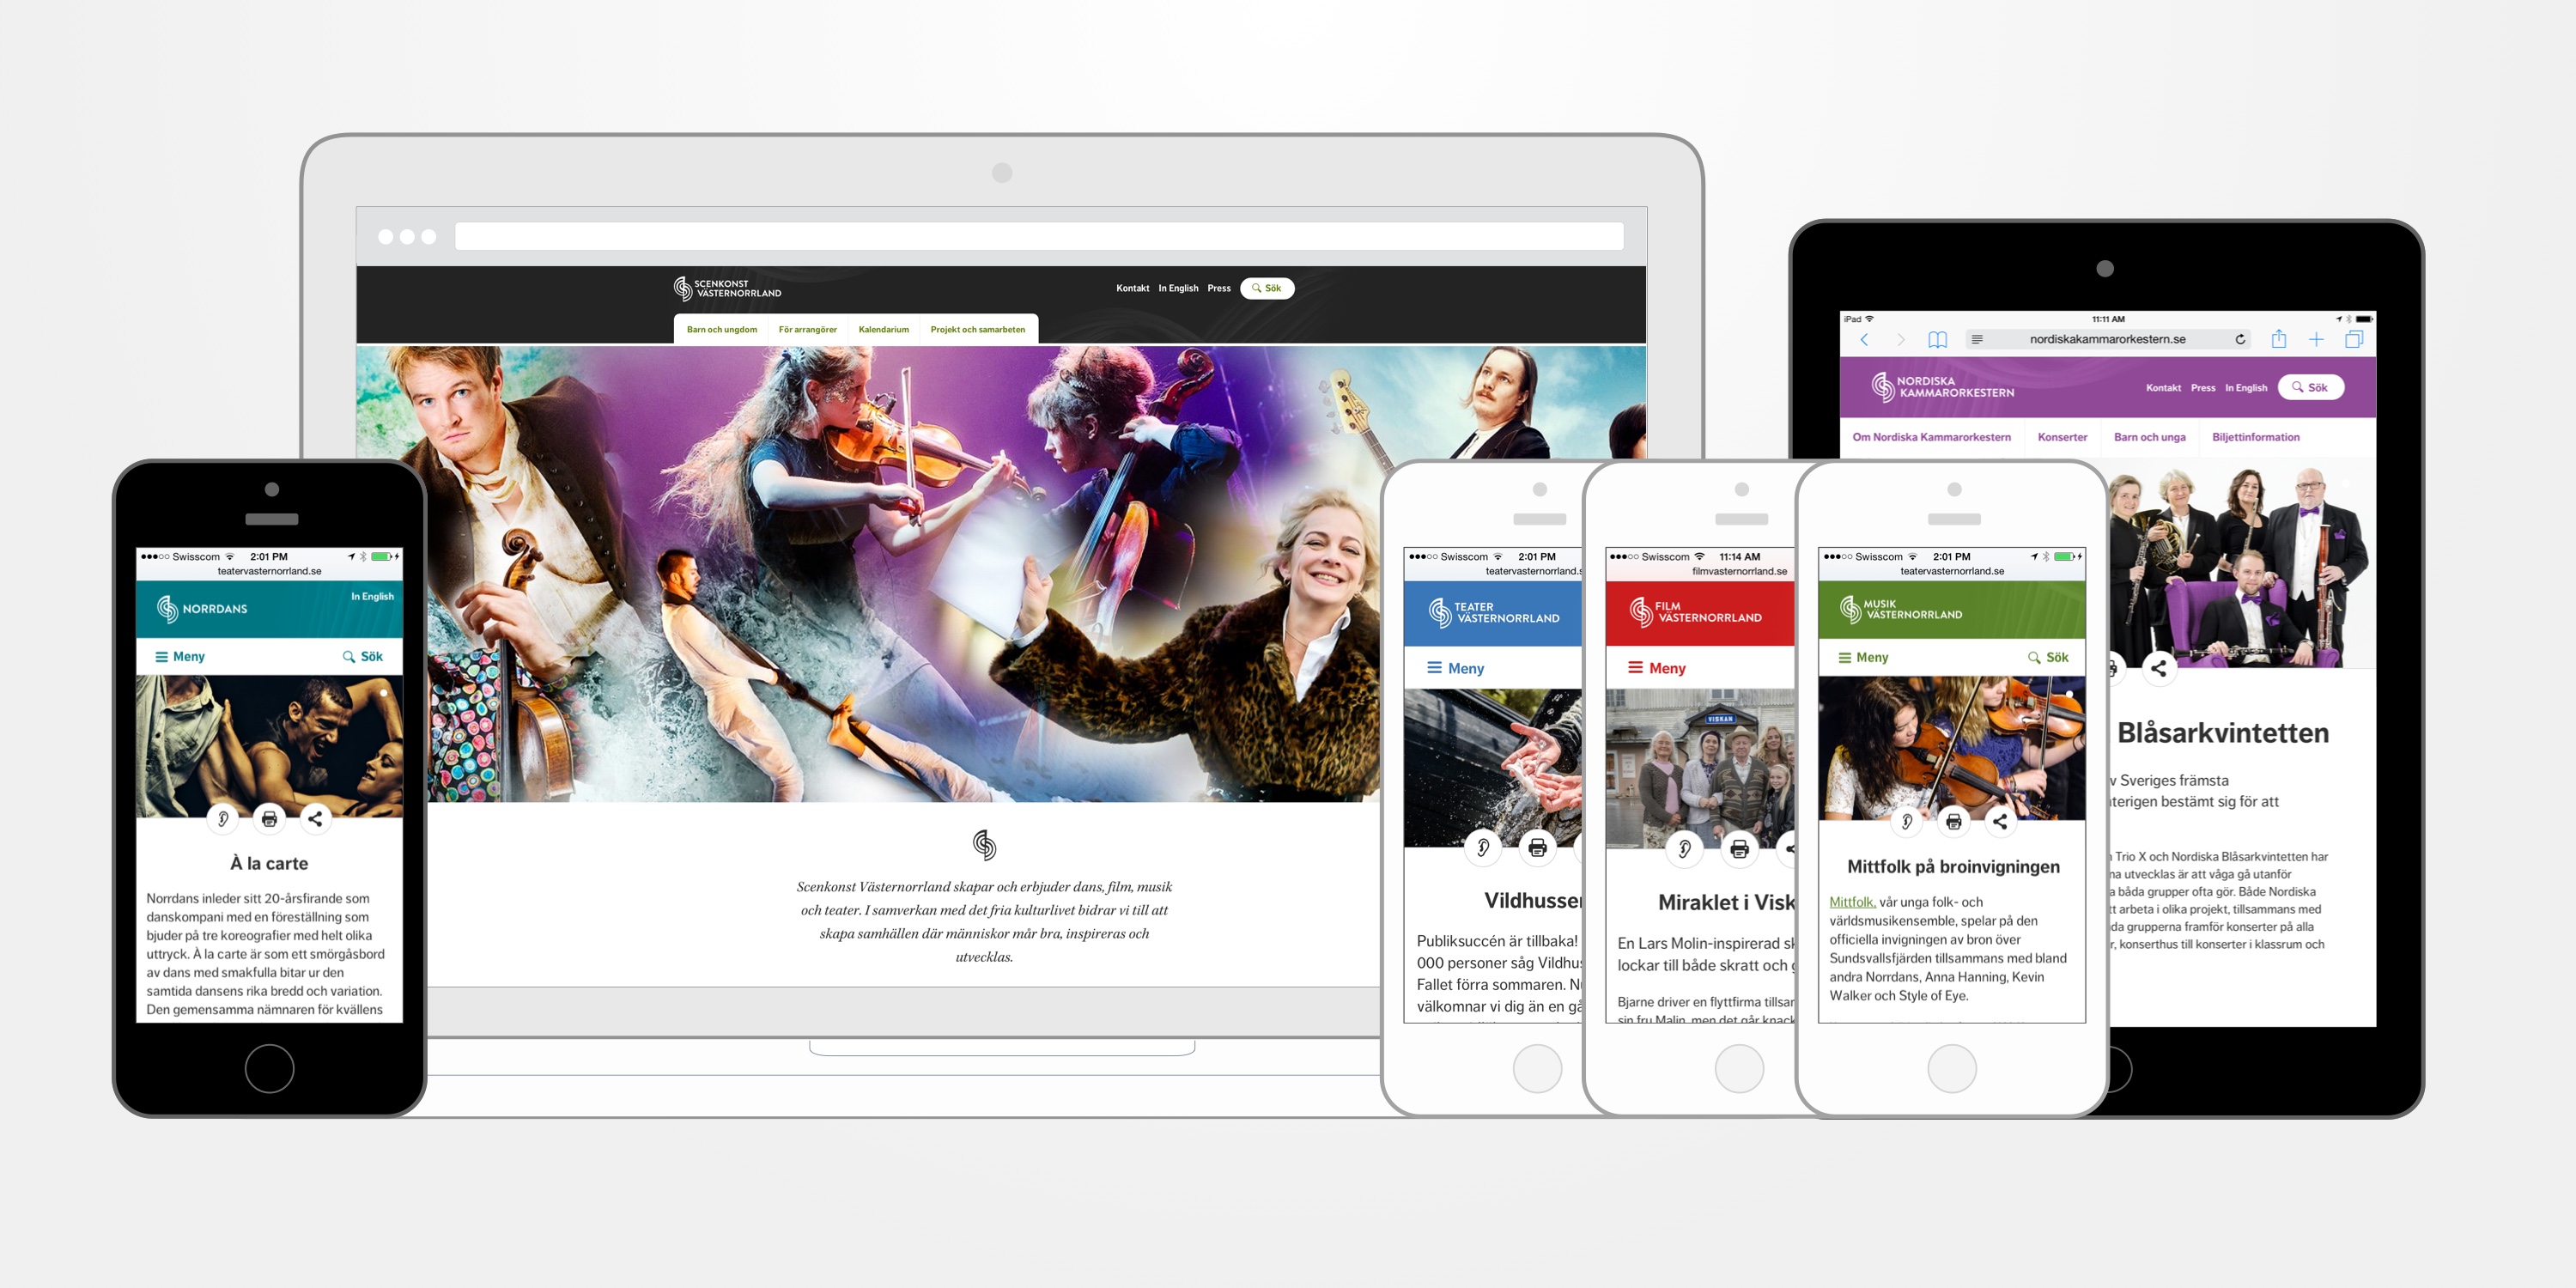 SCENKONST
VÄSTERNORRLAND
Kontakt In English Press Sök
Barn och ungdom För arrangörer Kalendarium Projekt och samarbeten
Scenkonst Västernorrland skapar och erbjuder dans, film, musik
och teater. I samverkan med det fria kulturlivet bidrar vi till att
skapa samhällen där människor mår bra, inspireras och
utvecklas.
Swisscom 2:01 PM
teatervasternorrland.se
In English
NORRDANS
Meny Sök
À la carte
Norrdans inleder sitt 20-årsfirande som
danskompani med en föreställning som
bjuder på tre koreografier med helt olika
uttryck. À la carte är som ett smörgåsbord
av dans med smakfulla bitar ur den
samtida dansens rika bredd och variation.
Den gemensamma nämnaren för kvällens
Swisscom 2:01 PM
teatervasternorrland.s
TEATER
VÄSTERNORRLAND
Meny
Vildhusse
Publiksuccén är tillbaka!
000 personer såg Vildhus
Fallet förra sommaren. N
välkomnar vi dig än en gå
Swisscom 11:14 AM
filmvasternorrland.se
FILM
VÄSTERNORRLAND
Meny
VISKAN
Miraklet i Visk
En Lars Molin-inspirerad sk
lockar till både skratt och g
Bjarne driver en flyttfirma tillsar
sin fru Malin, men det går knack
Swisscom 2:01 PM
teatervasternorrland.se
MUSIK
VÄSTERNORRLAND
Meny Sök
Mittfolk på broinvigningen
Mittfolk, vår unga folk- och
världsmusikensemble, spelar på den
officiella invigningen av bron över
Sundsvallsfjärden tillsammans med bland
andra Norrdans, Anna Hanning, Kevin
Walker och Style of Eye.
iPad 11:11 AM
nordiskakammarorkestern.se
NORDISKA
KAMMARORKESTERN
Kontakt Press In English Sök
Om Nordiska Kammarorkestern Konserter Barn och unga Biljettinformation
Blåsarkvintetten
v Sveriges främsta
aterigen bestämt sig för att
Trio X och Nordiska Blåsarkvintetten har
na utvecklas är att våga gå utanför
a båda grupper ofta gör. Både Nordiska
tt arbeta i olika projekt, tillsammans med
da grupperna framför konserter på alla
r, konserthus till konserter i klassrum och